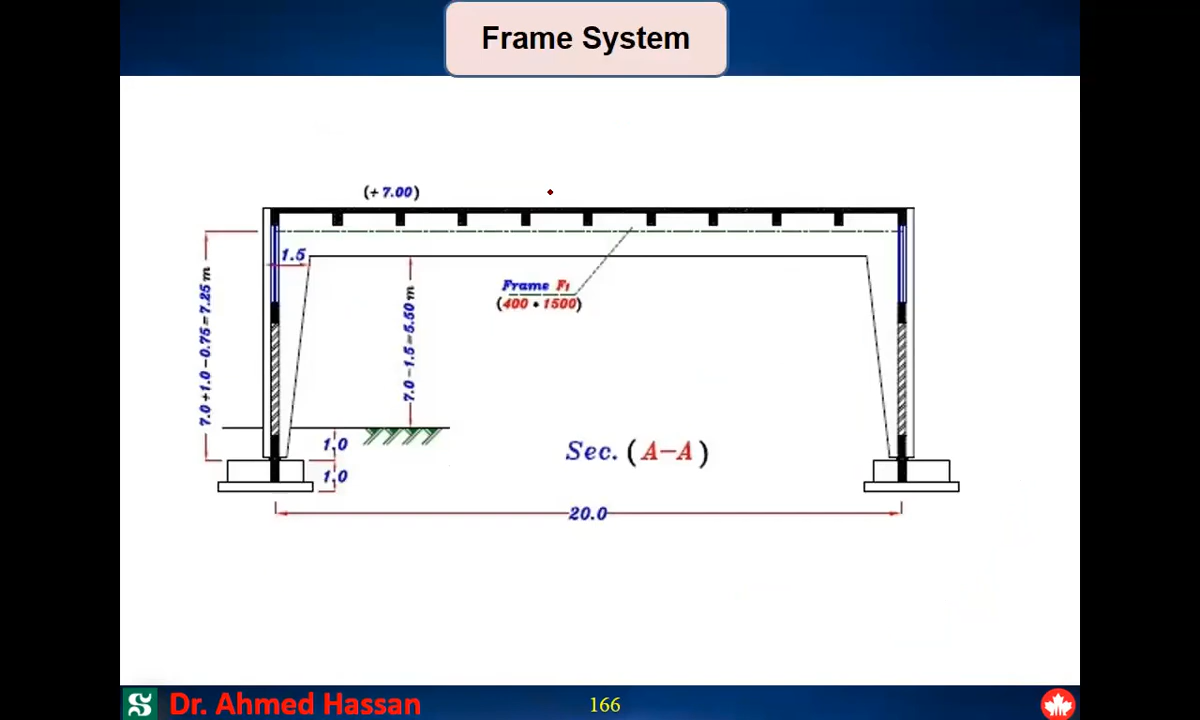 Frame System
(+ 7.00)
1.5
7.0 + 1.0 - 0.75 = 7.25 m
7.0 - 1.5 = 5.50 m
Frame F1
(400 * 1500)
1.0
1.0
Sec. (A-A)
20.0
Dr. Ahmed Hassan
166